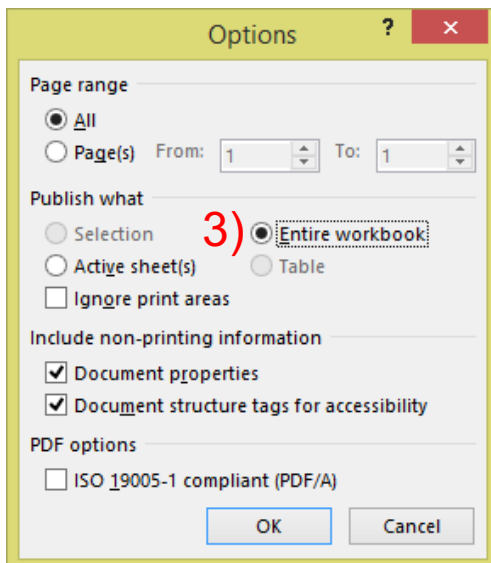 Options ? ×
Page range
All
Page(s) From: 1 To: 1
Publish what
Selection 3) Entire workbook
Active sheet(s) Table
Ignore print areas
Include non-printing information
Document properties
Document structure tags for accessibility
PDF options
ISO 19005-1 compliant (PDF/A)
OK Cancel